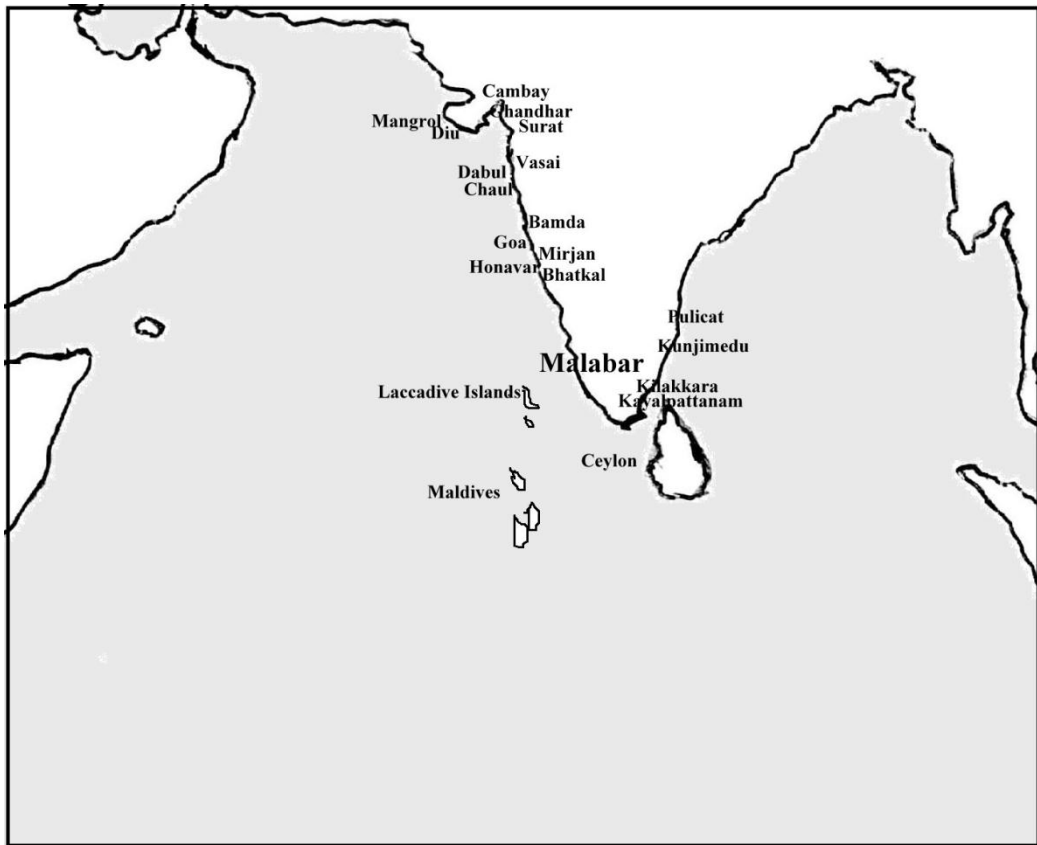 Cambay
Ghandhar
Mangrol
Diu
Surat
Vasai
Dabul
Chaul
Bamda
Goa
Mirjan
Honavar
Bhatkal
Pulicat
Kunjimedu
Malabar
Kilakkara
Laccadive Islands
Kayalpattanam
Ceylon
Maldives